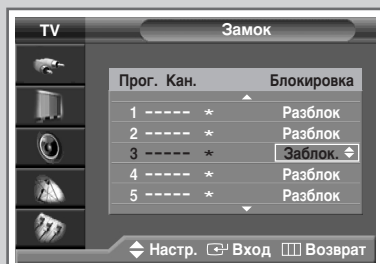 TV Замок
Прог. Кан. Блокировка
1 ----- * Разблок
2 ----- * Разблок
3 ----- * Заблок.
4 ----- * Разблок
5 ----- * Разблок
Настр. Вход Возврат